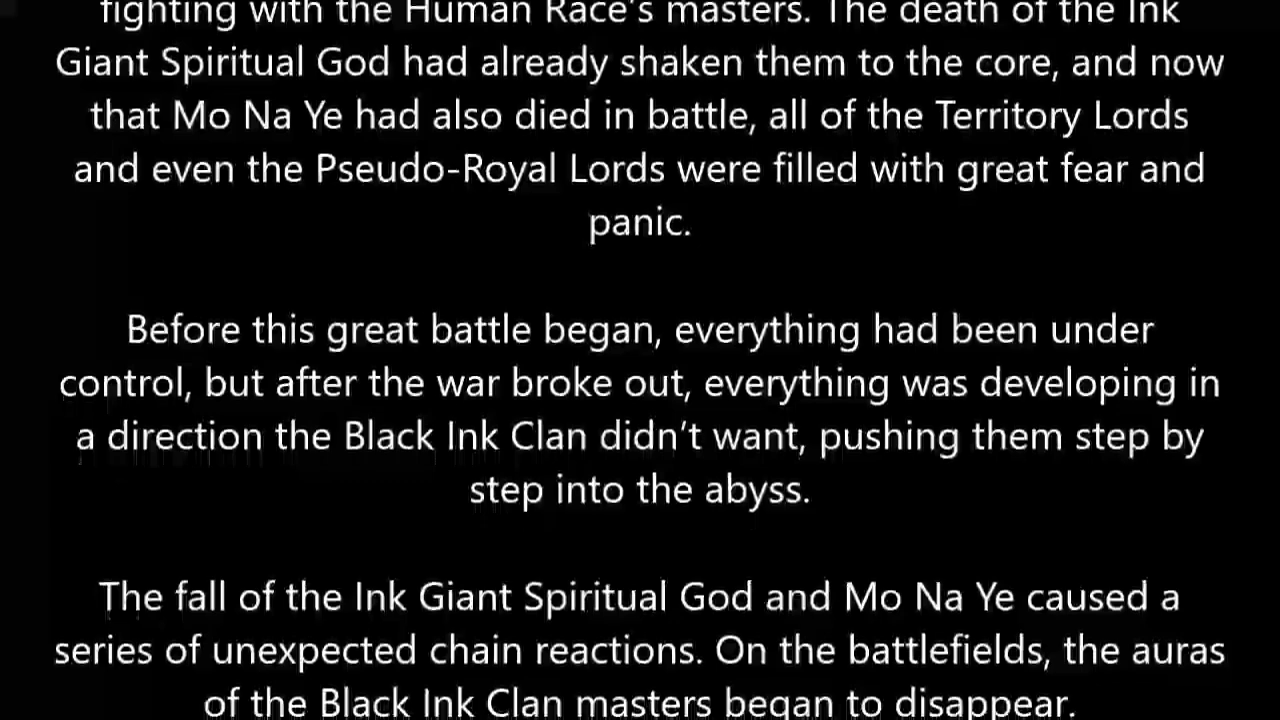 fighting with the Human Race's masters. The death of the Ink
Giant Spiritual God had already shaken them to the core, and now
that Mo Na Ye had also died in battle, all of the Territory Lords
and even the Pseudo-Royal Lords were filled with great fear and
panic.
Before this great battle began, everything had been under
control, but after the war broke out, everything was developing in
a direction the Black Ink Clan didn’t want, pushing them step by
step into the abyss.
The fall of the Ink Giant Spiritual God and Mo Na Ye caused a
series of unexpected chain reactions. On the battlefields, the auras
of the Black Ink Clan masters began to disappear.